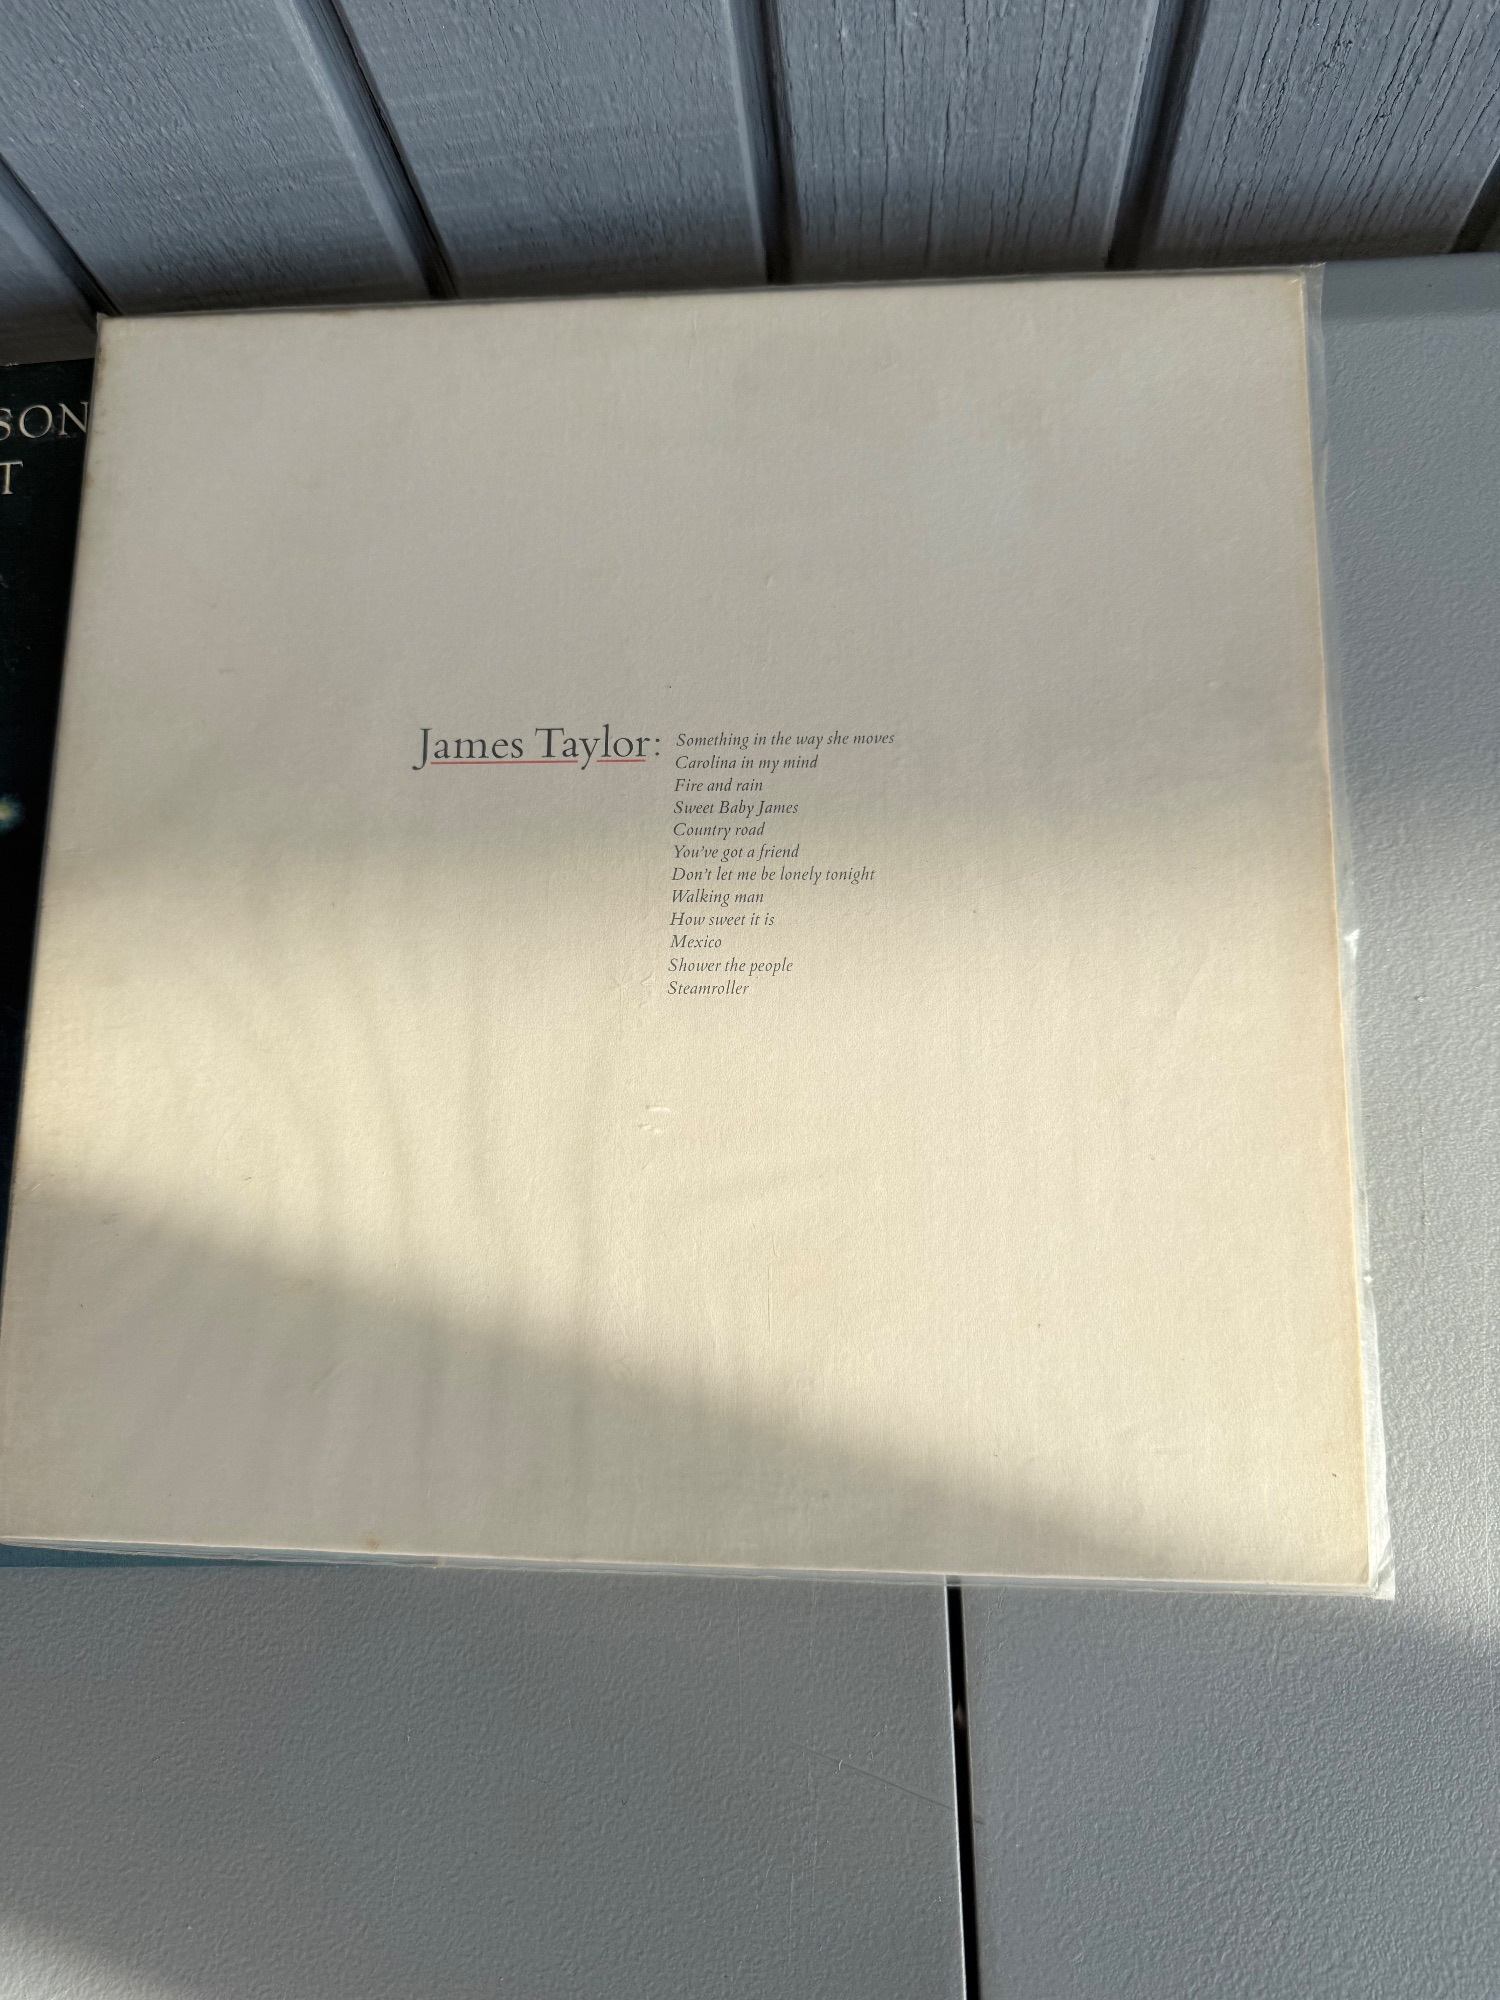 SON
T
James Taylor: Something in the way she moves
Carolina in my mind
Fire and rain
Sweet Baby James
Country road
You've got a friend
Don't let me be lonely tonight
Walking man
How sweet it is
Mexico
Shower the people
Steamroller